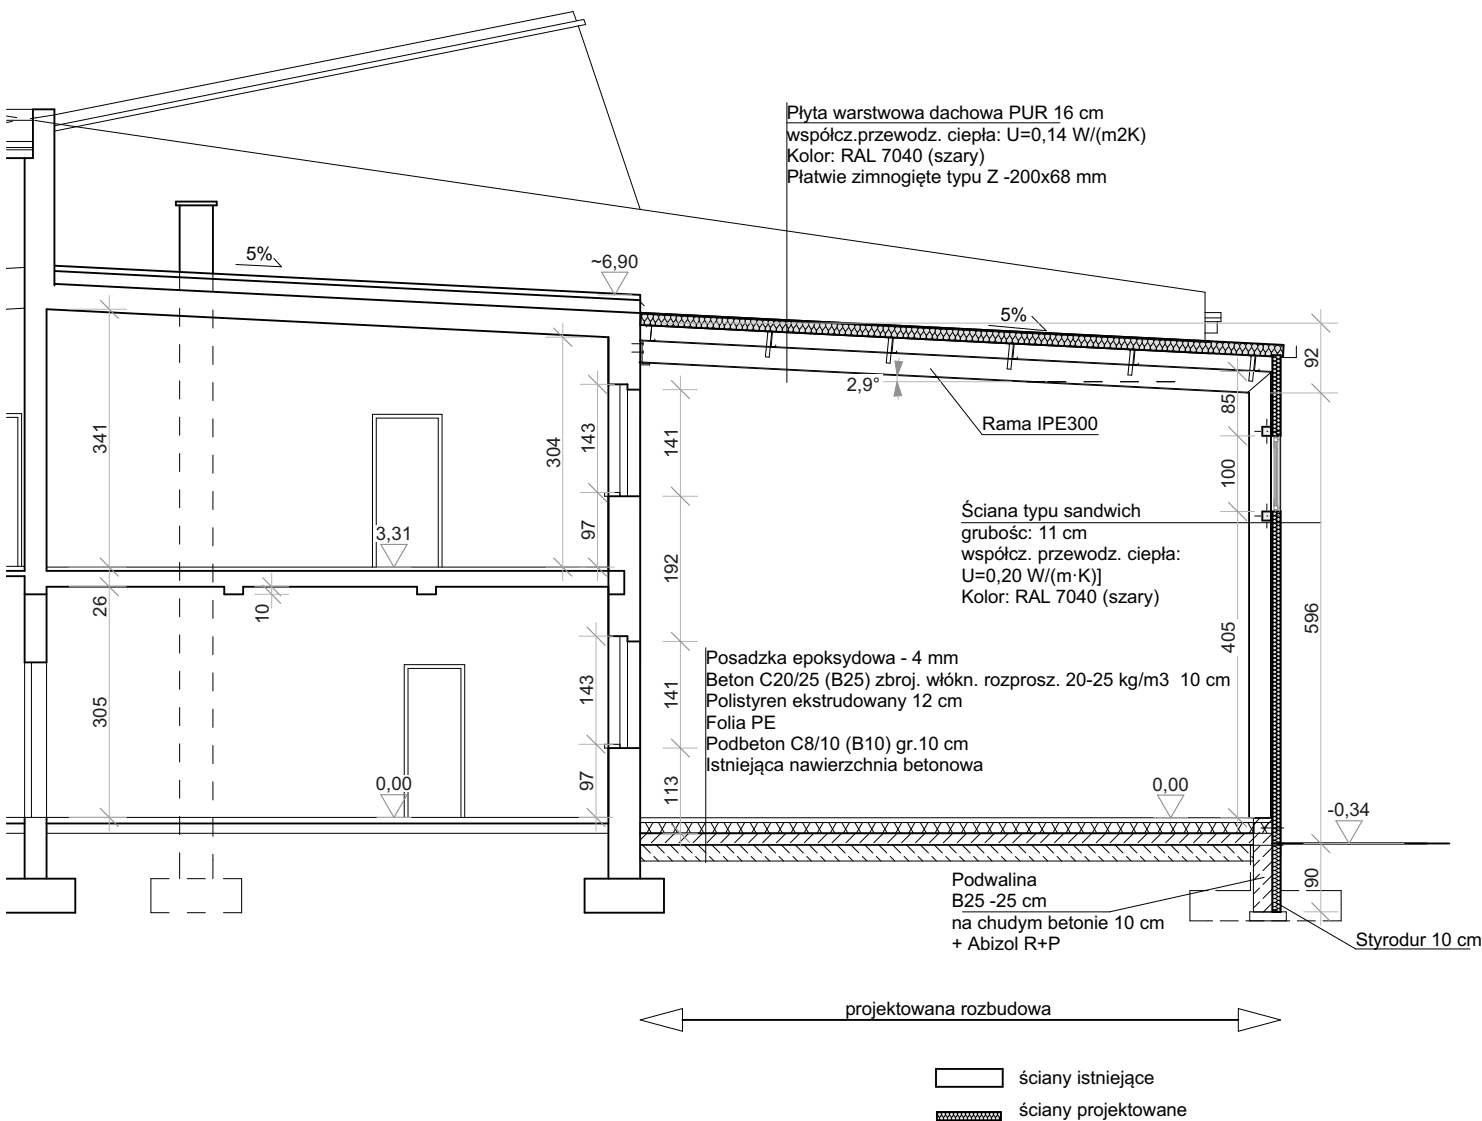 Płyta warstwowa dachowa PUR 16 cm
współcz.przewodz. ciepła: U=0,14 W/(m2K)
Kolor: RAL 7040 (szary)
Płatwie zimnogięte typu Z -200x68 mm
5%
~6,90
5%
92
2,9°
85
Rama IPE300
341
304
143
141
100
Ściana typu sandwich
grubośc: 11 cm
współcz. przewodz. ciepła:
U=0,20 W/(m·K)]
Kolor: RAL 7040 (szary)
3,31
97
192
26
10
596
405
Posadzka epoksydowa - 4 mm
Beton C20/25 (B25) zbroj. włókn. rozprosz. 20-25 kg/m3 10 cm
Polistyren ekstrudowany 12 cm
Folia PE
Podbeton C8/10 (B10) gr.10 cm
Istniejąca nawierzchnia betonowa
305
143
141
0,00
97
113
0,00
-0,34
90
Podwalina
B25 -25 cm
na chudym betonie 10 cm
+ Abizol R+P
Styrodur 10 cm
projektowana rozbudowa
ściany istniejące
ściany projektowane